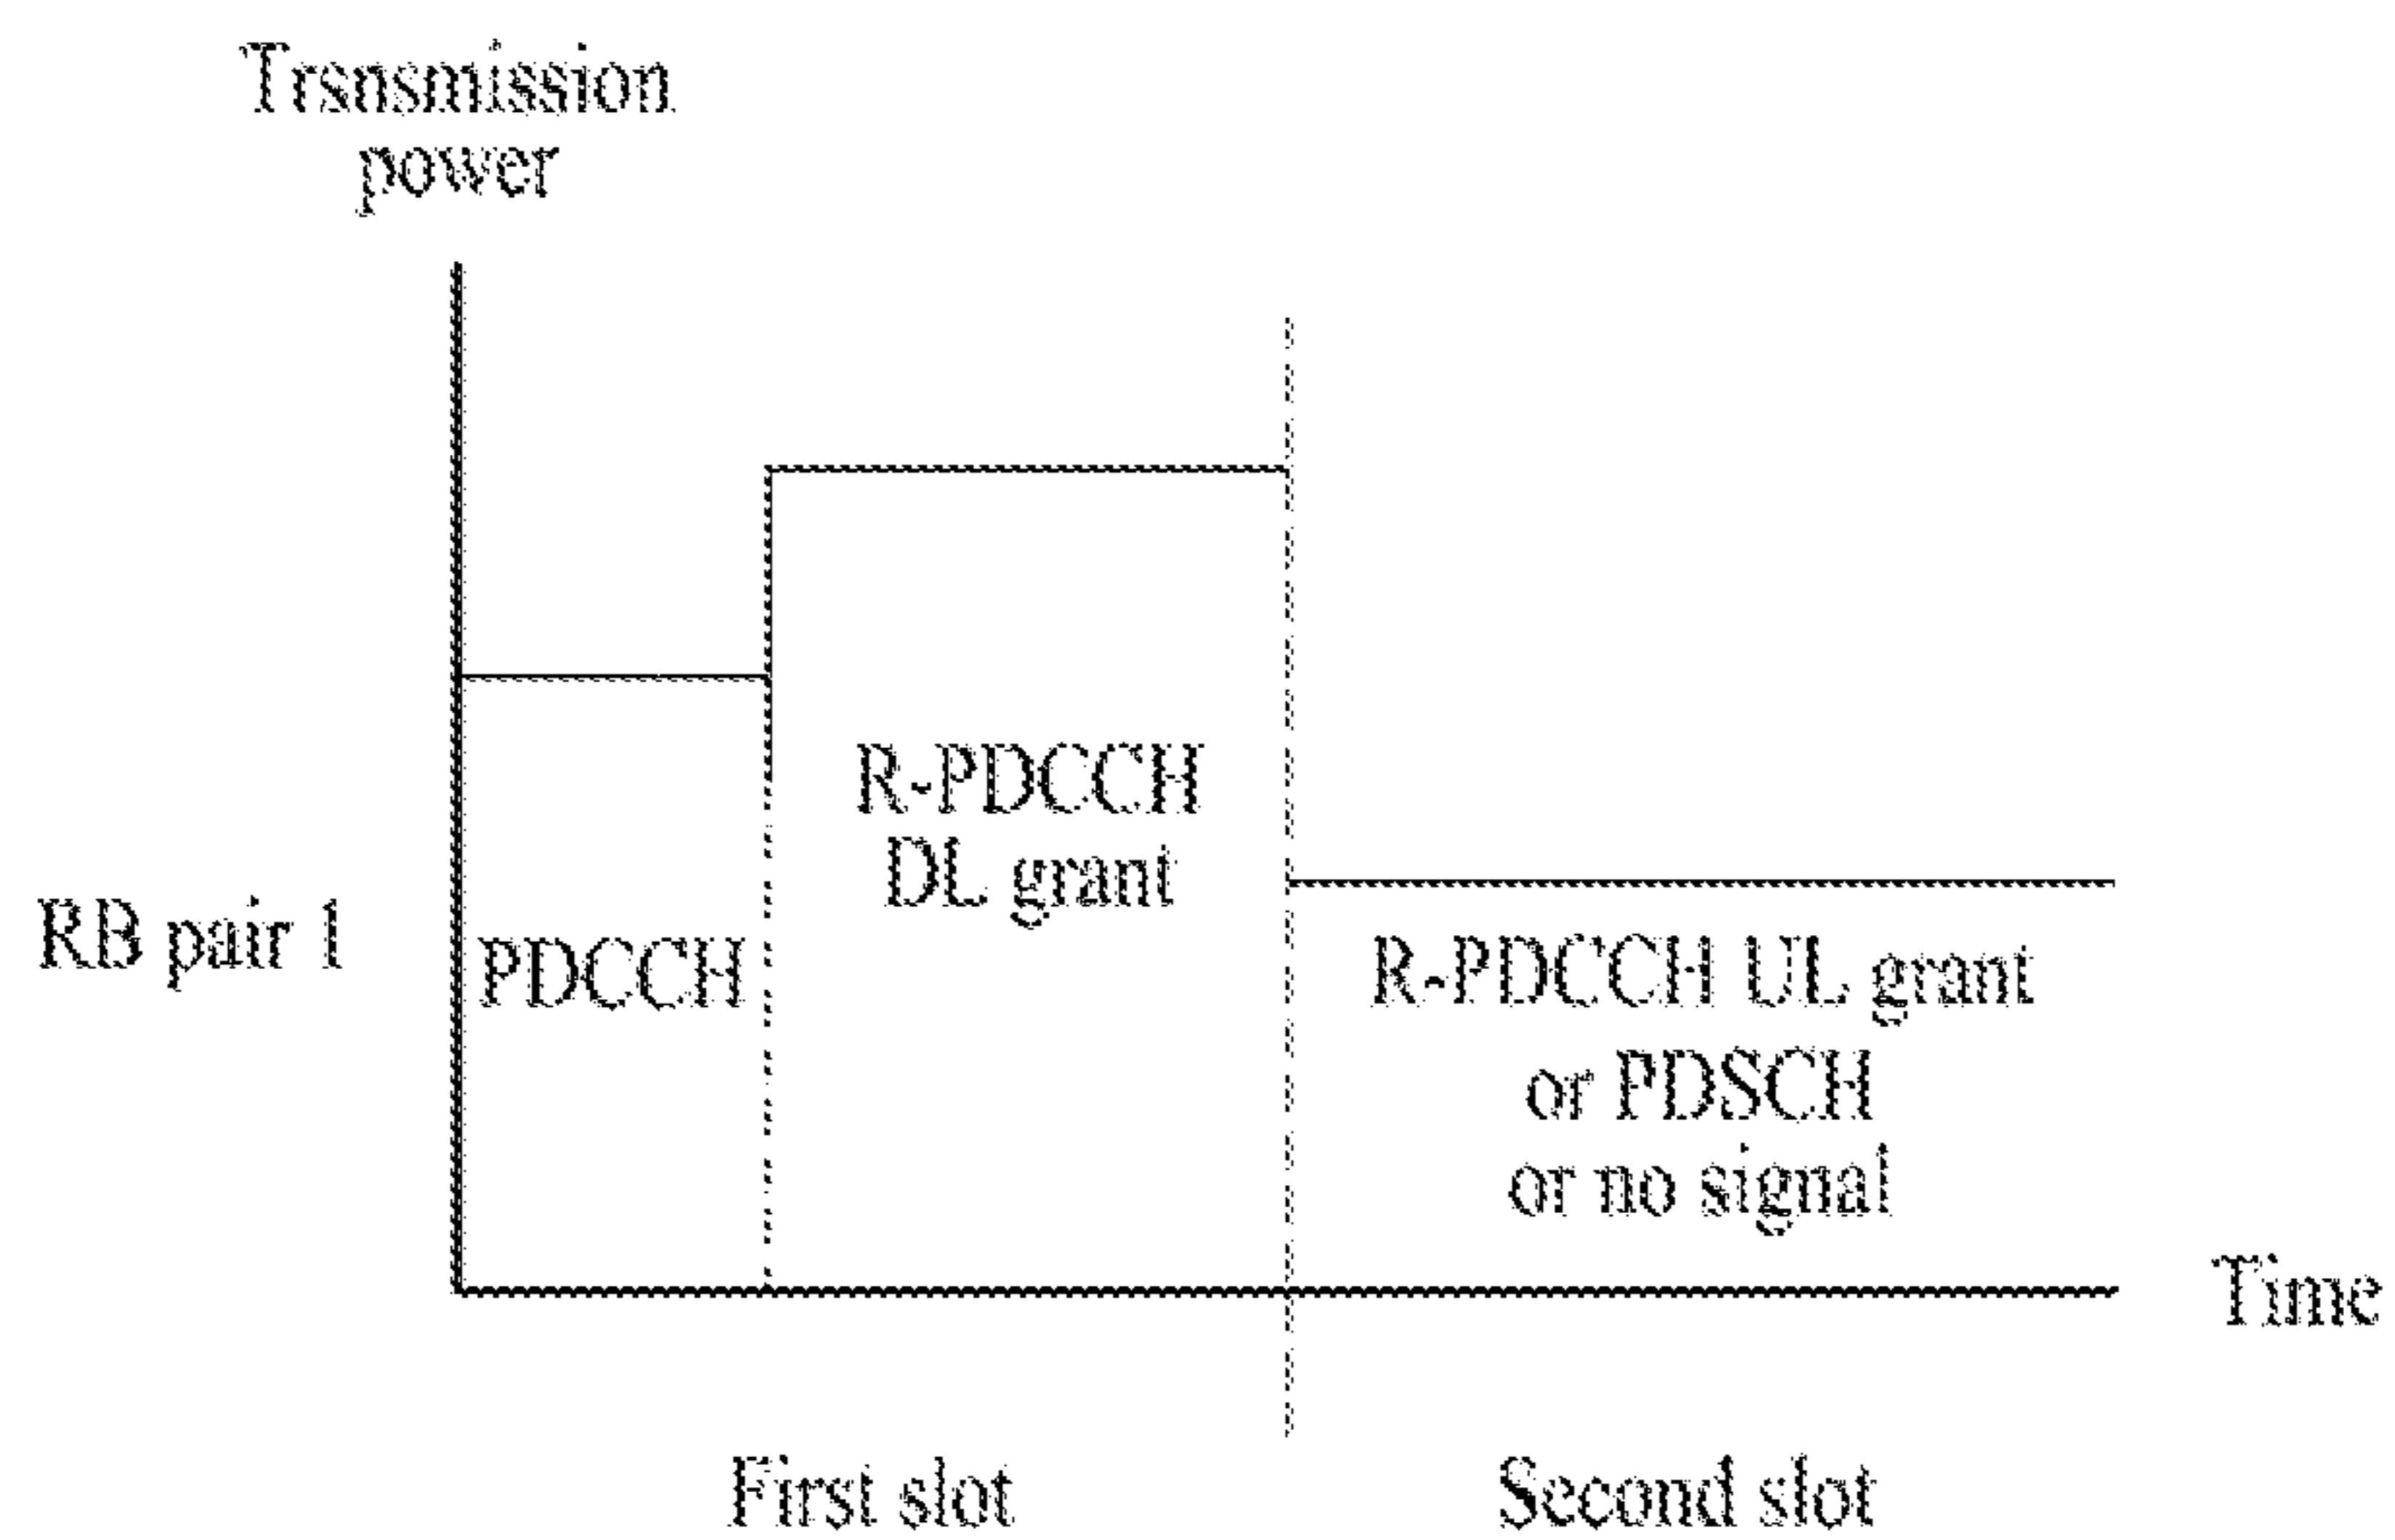 Trsnsmission
power
R-PDCCH
DL grant
RB pair 1
PDCCH
R-PDCCH UL grant
or PDSCH
or no signal
Time
First slot
Second slot